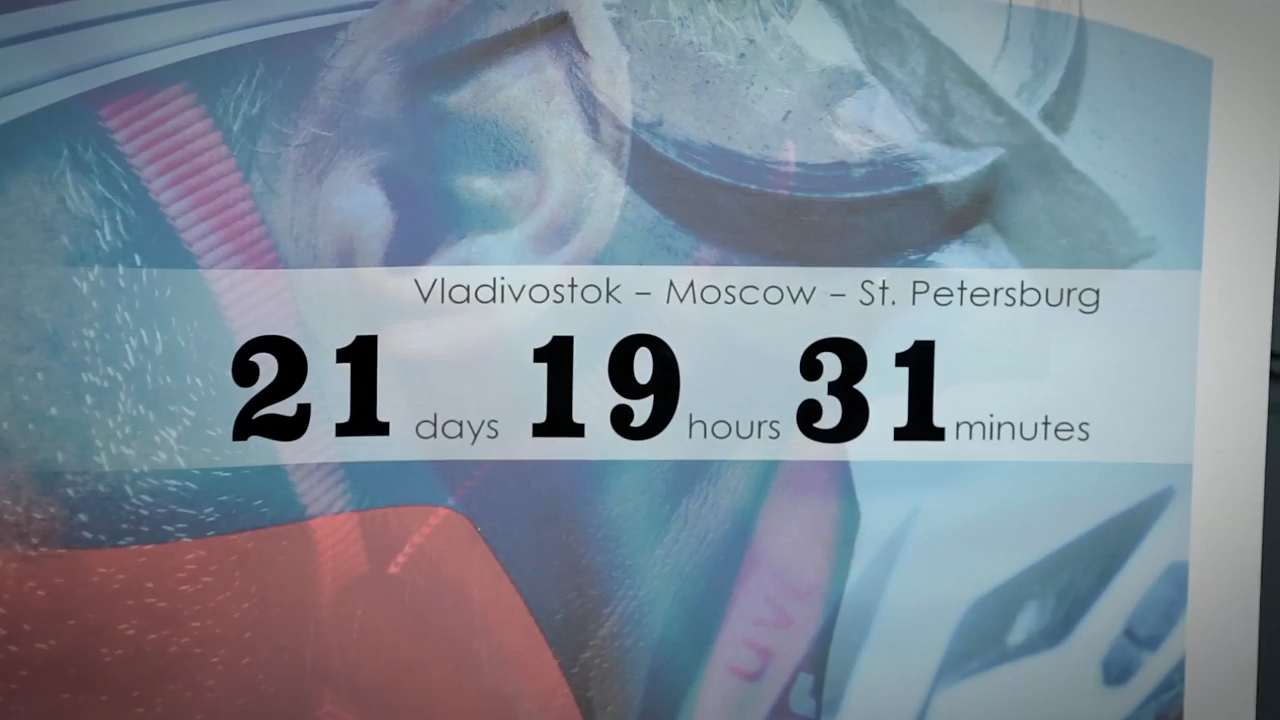 Vladivostok – Moscow – St. Petersburg
21 days 19 hours 31 minutes